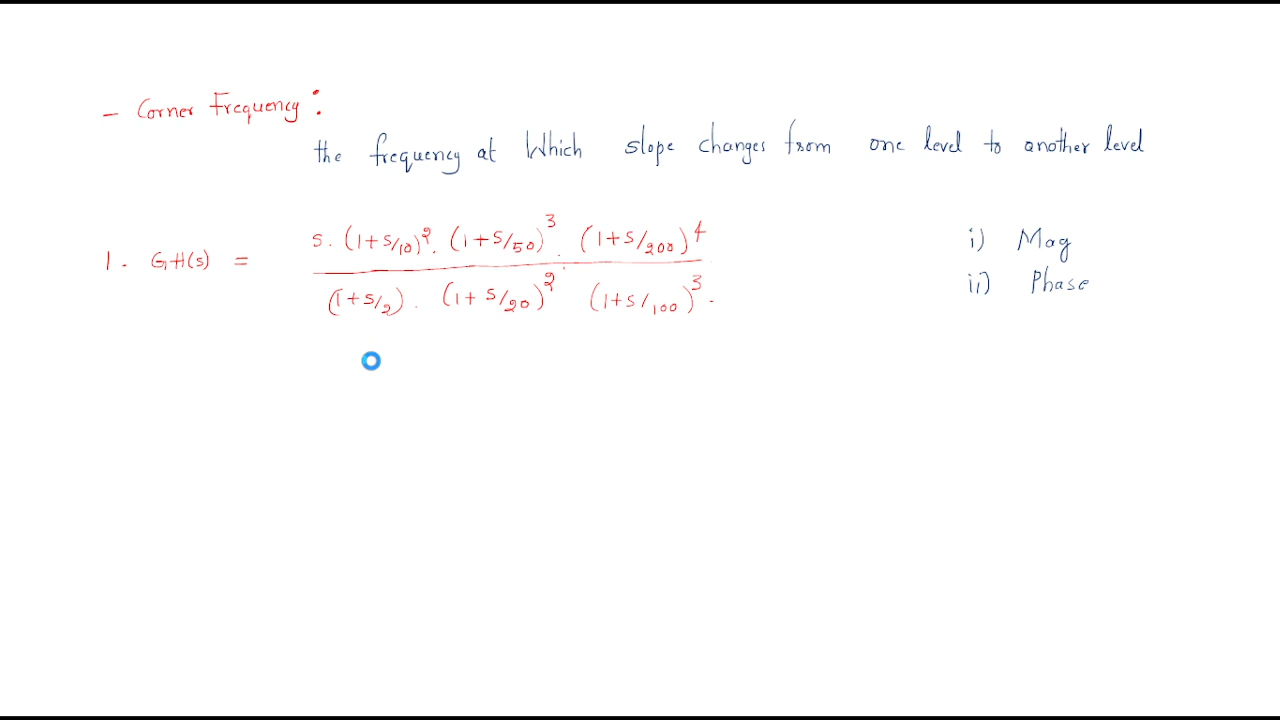 - Corner Frequency :
the frequency at Which slope changes from one level to another level
1. GH(s) = s. (1+s/10)². (1+s/50)³. (1+s/200)⁴ / (1+s/2). (1+s/20)² (1+s/100)³.
i) Mag
ii) Phase